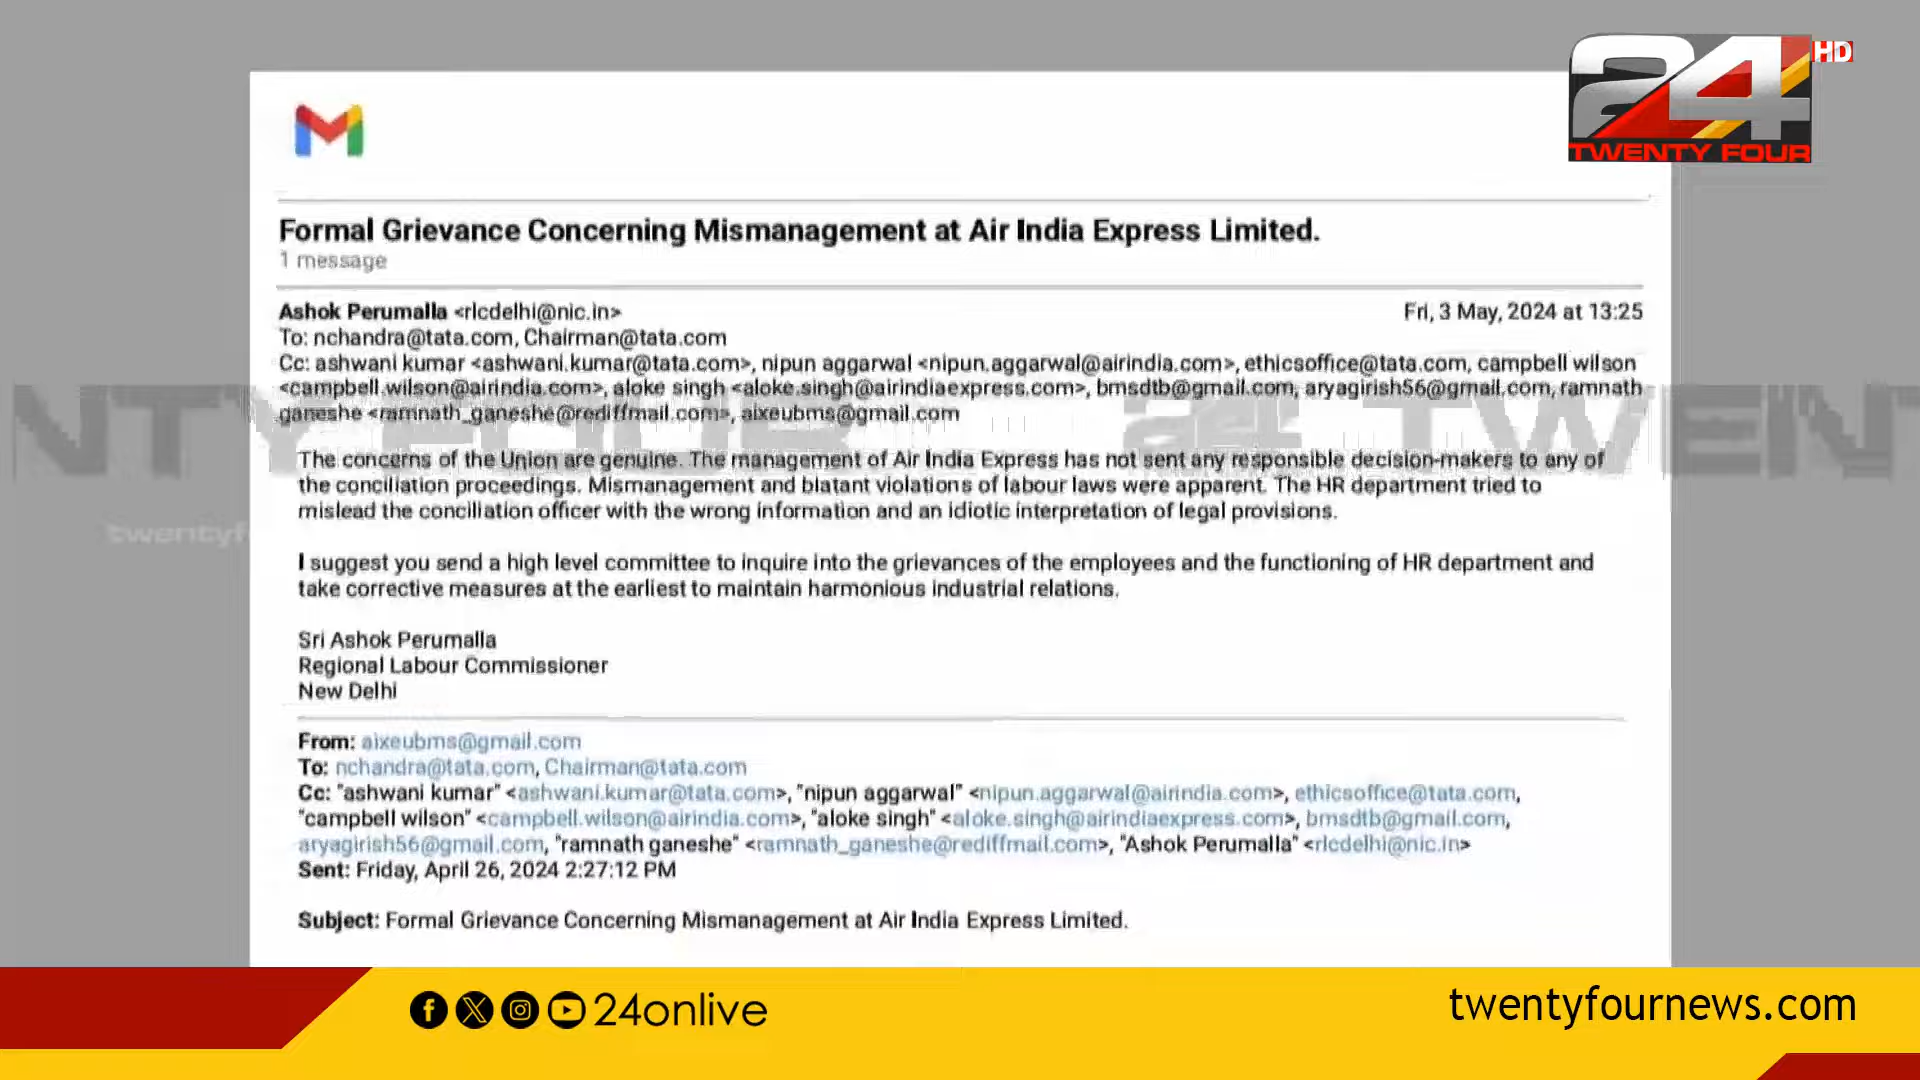 24
HD
TWENTY FOUR
Formal Grievance Concerning Mismanagement at Air India Express Limited.
1 message
Ashok Perumalla <rlcdelhi@nic.in> Fri, 3 May, 2024 at 13:25
To: nchandra@tata.com, Chairman@tata.com
Cc: ashwani kumar <ashwani.kumar@tata.com>, nipun aggarwal <nipun.aggarwal@airindia.com>, ethicsoffice@tata.com, campbell wilson
<campbell.wilson@airindia.com>, aloke singh <aloke.singh@airindiaexpress.com>, bmsdtb@gmail.com, aryagirish56@gmail.com, ramnath
ganeshe <ramnath_ganeshe@rediffmail.com>, aixeubms@gmail.com
NTY FOUR 24 TWENT
The concerns of the Union are genuine. The management of Air India Express has not sent any responsible decision-makers to any of
the conciliation proceedings. Mismanagement and blatant violations of labour laws were apparent. The HR department tried to
mislead the conciliation officer with the wrong information and an idiotic interpretation of legal provisions.
twentyf
I suggest you send a high level committee to inquire into the grievances of the employees and the functioning of HR department and
take corrective measures at the earliest to maintain harmonious industrial relations.
Sri Ashok Perumalla
Regional Labour Commissioner
New Delhi
From: aixeubms@gmail.com
To: nchandra@tata.com, Chairman@tata.com
Cc: "ashwani kumar" <ashwani.kumar@tata.com>, "nipun aggarwal" <nipun.aggarwal@airindia.com>, ethicsoffice@tata.com,
"campbell wilson" <campbell.wilson@airindia.com>, "aloke singh" <aloke.singh@airindiaexpress.com>, bmsdtb@gmail.com,
aryagirish56@gmail.com, "ramnath ganeshe" <ramnath_ganeshe@rediffmail.com>, "Ashok Perumalla" <rlcdelhi@nic.in>
Sent: Friday, April 26, 2024 2:27:12 PM
Subject: Formal Grievance Concerning Mismanagement at Air India Express Limited.
24onlive
twentyfournews.com